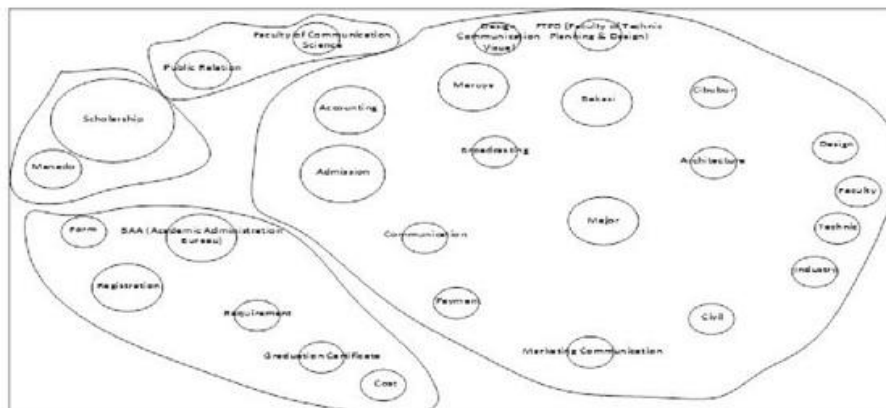 Faculty of Communication
Science
Public Relation
Scholarship
Manado
Design
Communication
Visual
FTPD (Faculty of Technic
Planning & Design)
Meruya
Bekasi
Cibubur
Accounting
Broadcasting
Architecture
Design
Admission
Faculty
Major
Technic
Communication
Industry
Payment
Civil
Marketing Communication
Form
BAA (Academic Administration
Bureau)
Registration
Requirement
Graduation Certificate
Cost